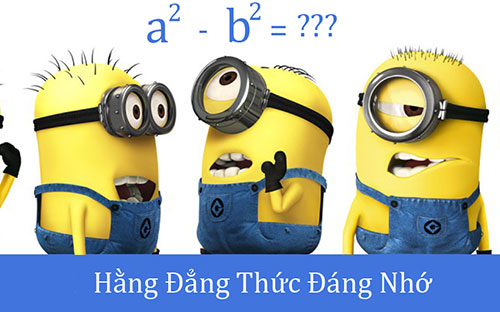 a² - b² = ???
Hằng Đẳng Thức Đáng Nhớ